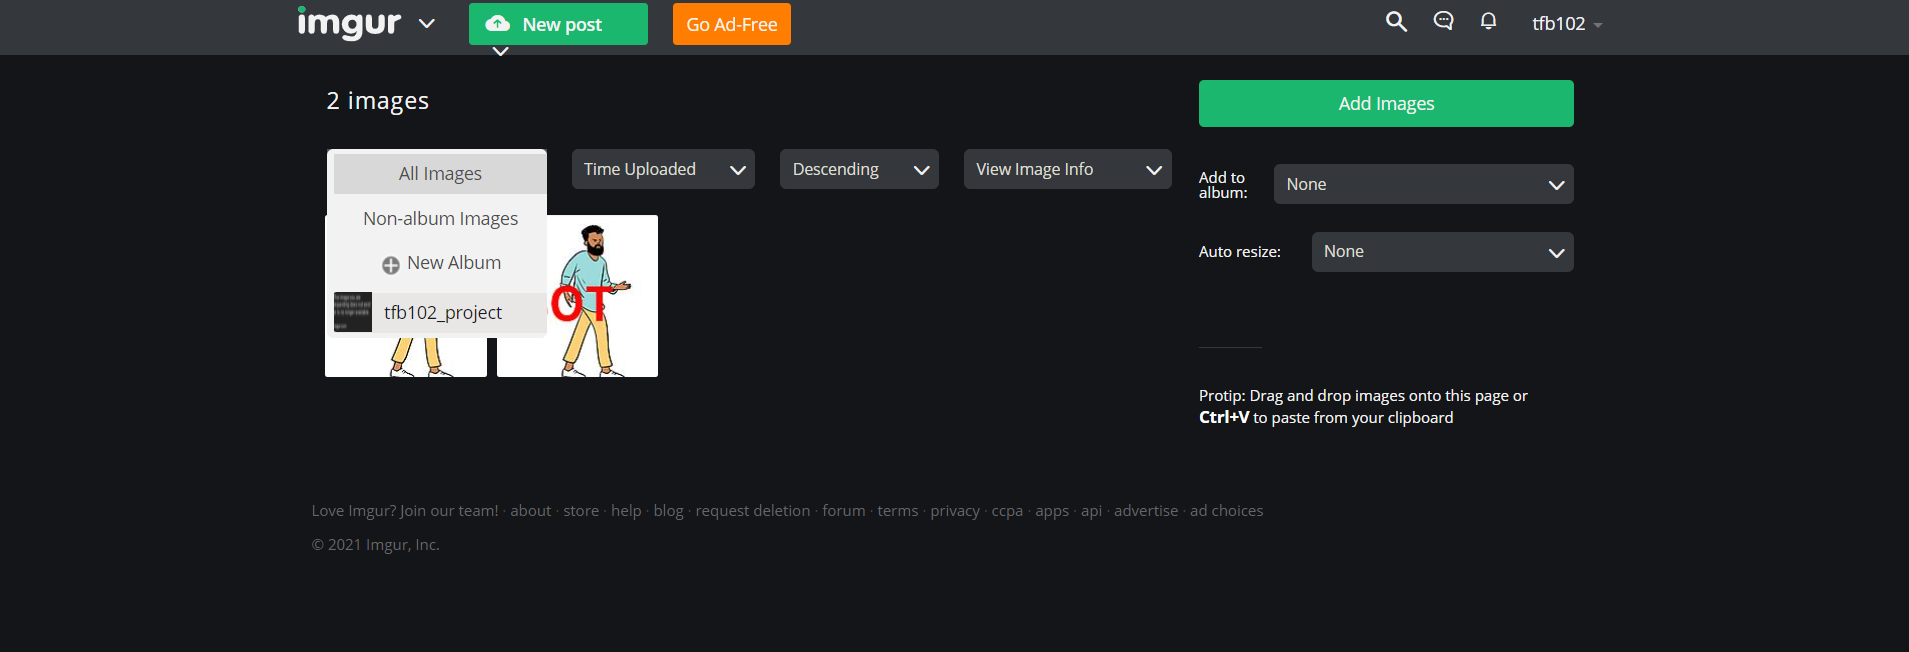 imgur
New post
Go Ad-Free
tfb102
2 images
Add Images
All Images
Time Uploaded
Descending
View Image Info
Add to
album:
None
Non-album Images
New Album
Auto resize:
None
tfb102_project
OT
Protip: Drag and drop images onto this page or
Ctrl+V to paste from your clipboard
Love Imgur? Join our team! · about · store · help · blog · request deletion · forum · terms · privacy · ccpa · apps · api · advertise · ad choices
© 2021 Imgur, Inc.